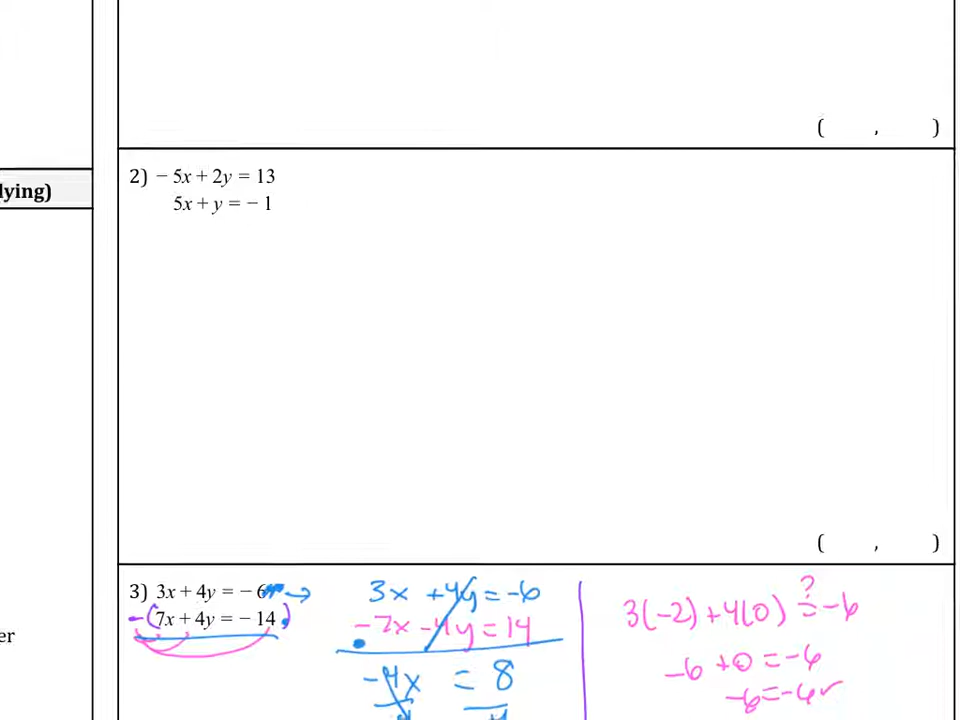 ( , )
lying)
2) − 5x + 2y = 13
5x + y = − 1
( , )
3) 3x + 4y = − 6 →
-( 7x + 4y = − 14 )
er
3x +4y = -6
-7x -4y = 14
-4x = 8
3(-2) + 4(0) ?= -6
-6 + 0 = -6
-6 = -6 ✓